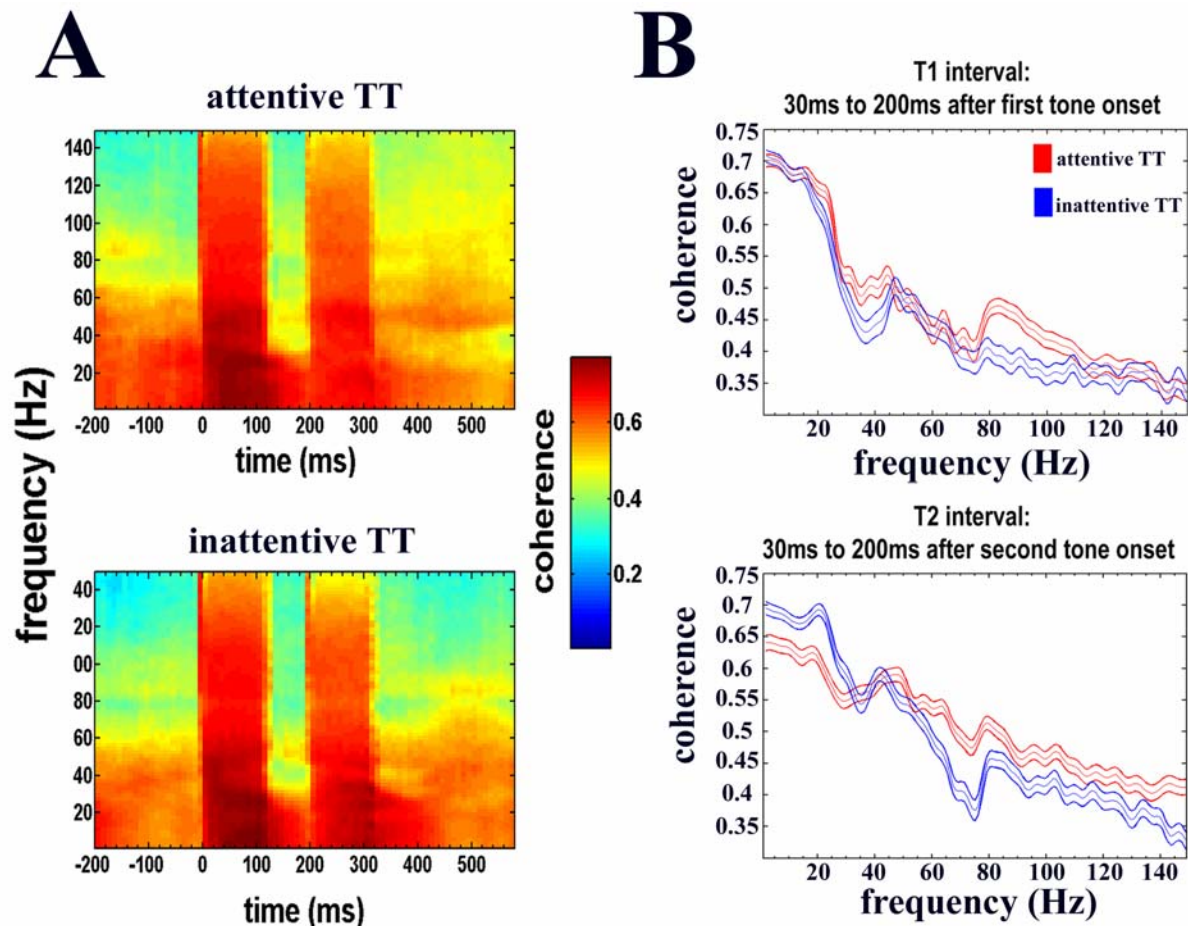 A
attentive TT
140
120
100
80
60
40
20
-200 -100 0 100 200 300 400 500
time (ms)
inattentive TT
40
20
00
80
60
40
20
-200 -100 0 100 200 300 400 500
time (ms)
frequency (Hz)
coherence
0.6
0.4
0.2
B
T1 interval:
30ms to 200ms after first tone onset
attentive TT
inattentive TT
coherence
0.75
0.7
0.65
0.6
0.55
0.5
0.45
0.4
0.35
20 40 60 80 100 120 140
frequency (Hz)
T2 interval:
30ms to 200ms after second tone onset
coherence
0.75
0.7
0.65
0.6
0.55
0.5
0.45
0.4
0.35
20 40 60 80 100 120 140
frequency (Hz)